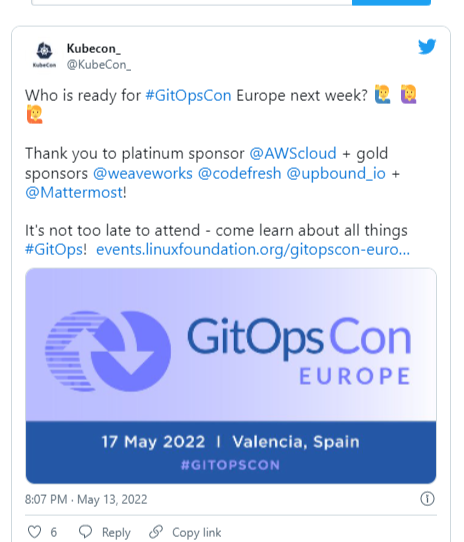 Kubecon_
KubeCon
@KubeCon_
Who is ready for #GitOpsCon Europe next week? 🙋‍♂️ 🙋‍♀️
🙋
Thank you to platinum sponsor @AWScloud + gold
sponsors @weaveworks @codefresh @upbound_io +
@Mattermost!
It's not too late to attend - come learn about all things
#GitOps! events.linuxfoundation.org/gitopscon-euro...
GitOpsCon
EUROPE
17 May 2022 | Valencia, Spain
#GITOPSCON
8:07 PM · May 13, 2022
6 Reply Copy link